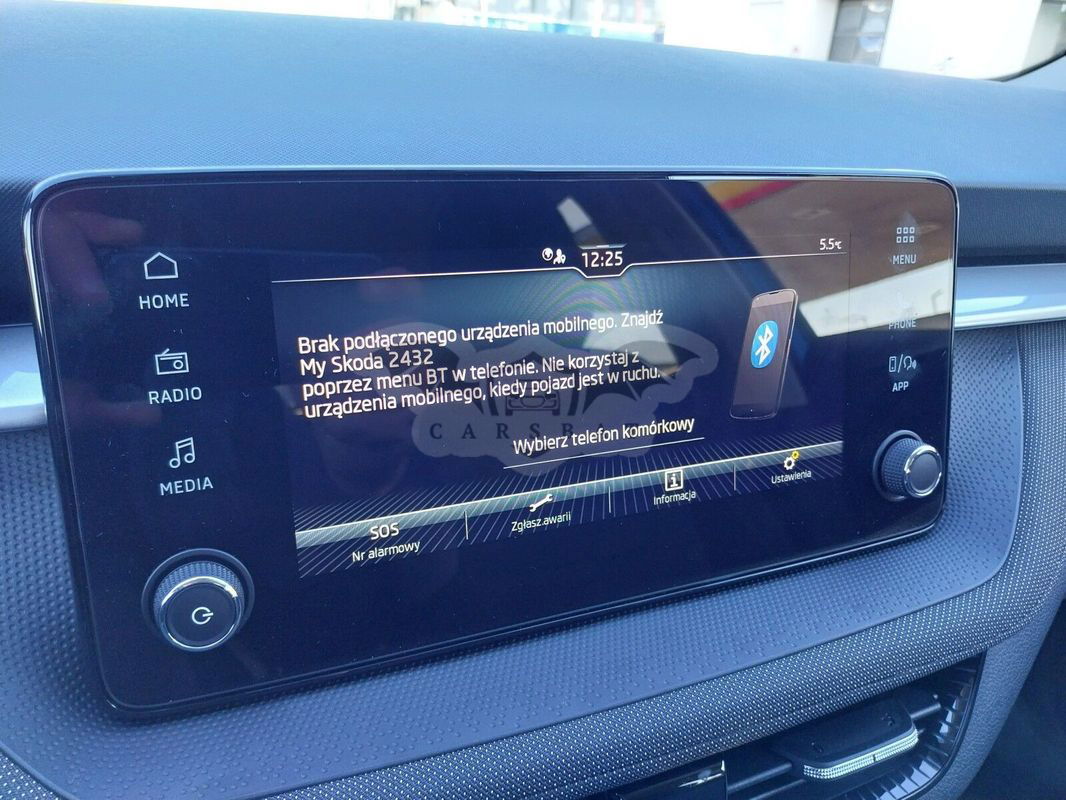 12:25
5.5°C
MENU
HOME
PHONE
RADIO
APP
MEDIA
Brak podłączonego urządzenia mobilnego. Znajdź
My Skoda 2432
poprzez menu BT w telefonie. Nie korzystaj z
urządzenia mobilnego, kiedy pojazd jest w ruchu.
Wybierz telefon komórkowy
SOS
Nr alarmowy
Zgłasz.awarii
Informacja
Ustawienia